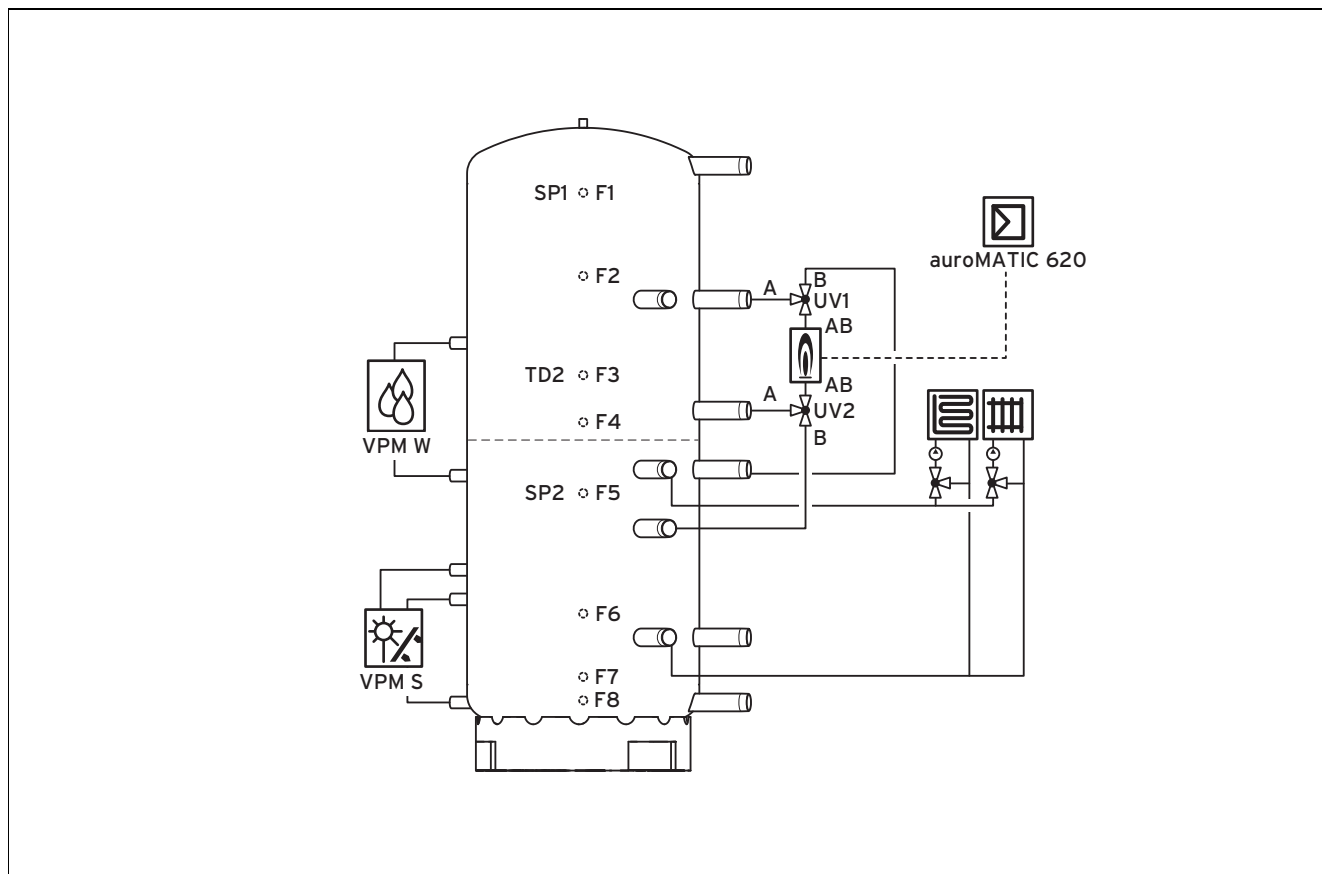 SP1 F1
auroMATIC 620
F2
A
B
UV1
AB
TD2 F3
AB
A
UV2
F4
B
VPM W
SP2 F5
F6
F7
VPM S
F8